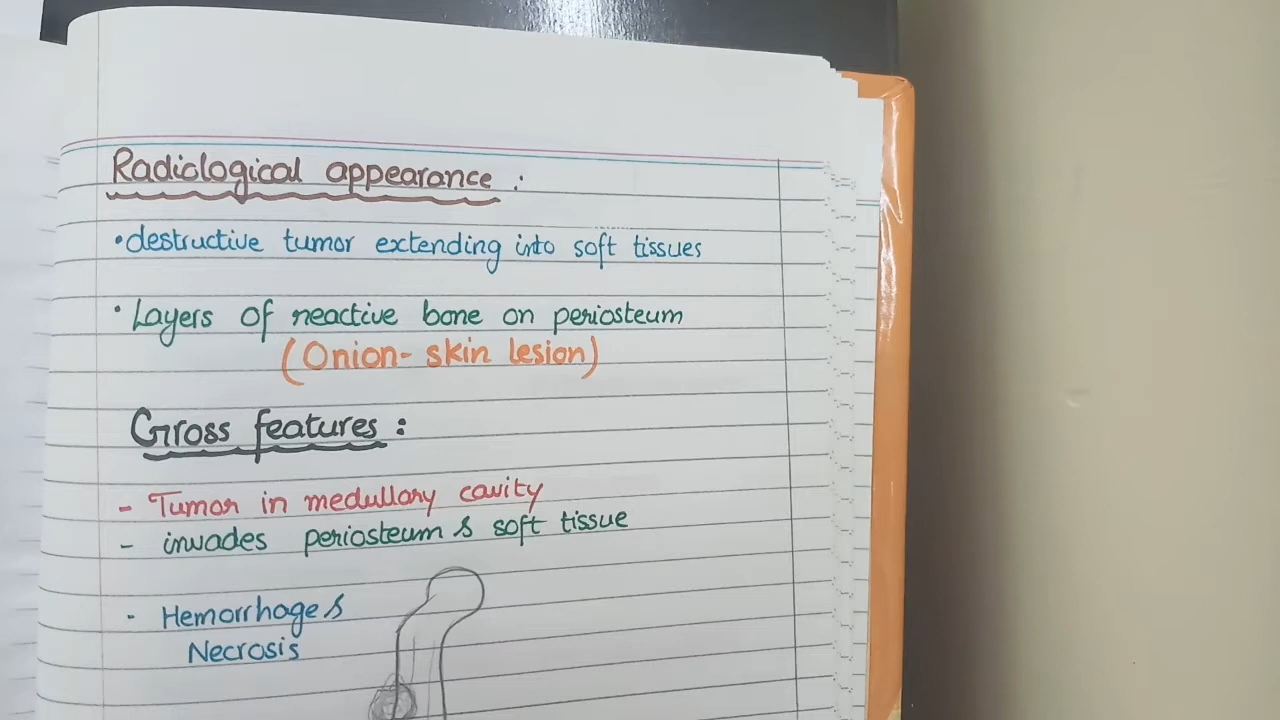 Radiological appearance :
• destructive tumor extending into soft tissues
• Layers of reactive bone on periosteum
(Onion- skin lesion)
Gross features :
- Tumor in medullary cavity
- invades periosteum & soft tissue
- Hemorrhage &
Necrosis